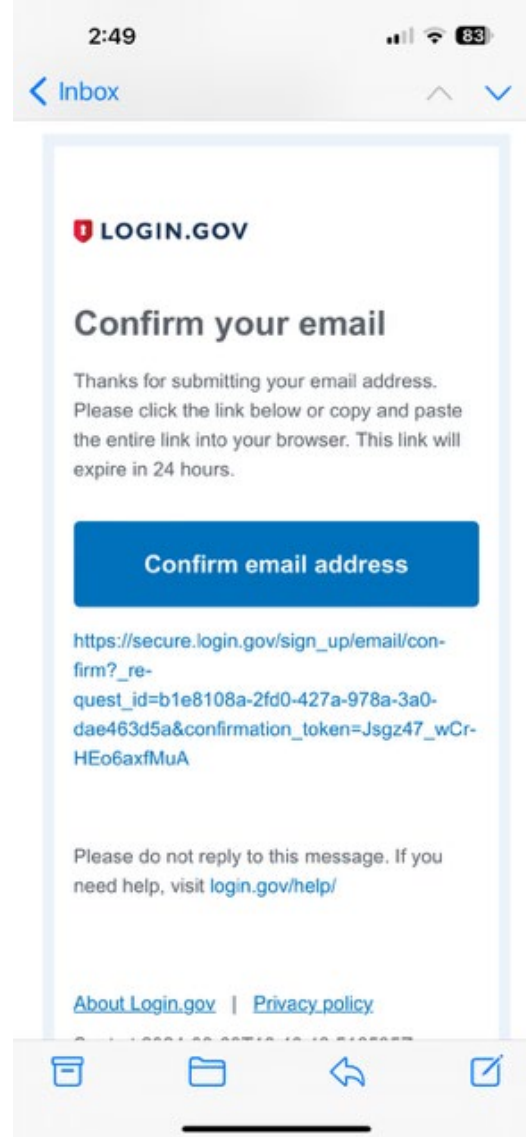 2:49
83
Inbox
LOGIN.GOV
Confirm your email
Thanks for submitting your email address.
Please click the link below or copy and paste
the entire link into your browser. This link will
expire in 24 hours.
Confirm email address
https://secure.login.gov/sign_up/email/con-
firm?_re-
quest_id=b1e8108a-2fd0-427a-978a-3a0-
dae463d5a&confirmation_token=Jsgz47_wCr-
HEo6axfMuA
Please do not reply to this message. If you
need help, visit login.gov/help/
About Login.gov | Privacy policy